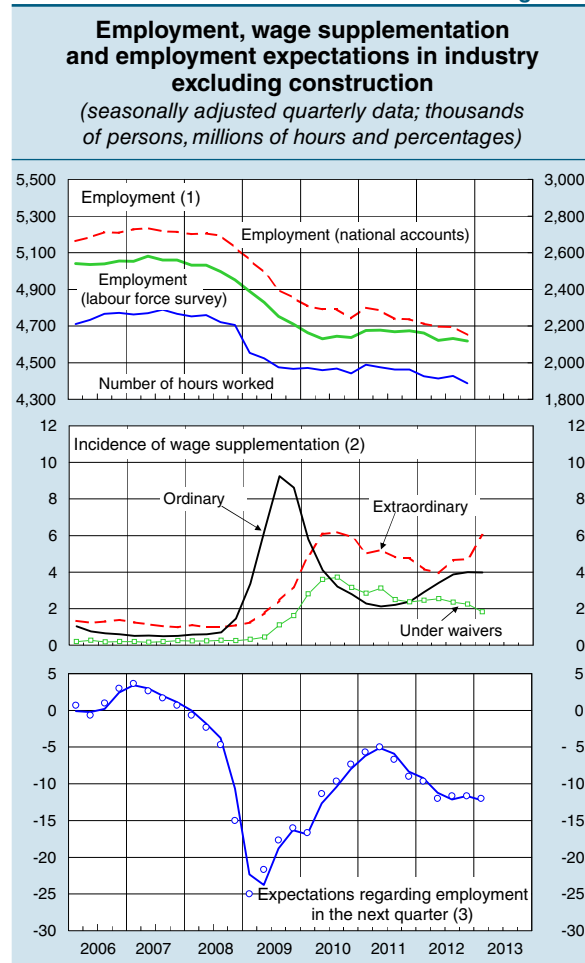 Employment, wage supplementation
and employment expectations in industry
excluding construction
(seasonally adjusted quarterly data; thousands
of persons, millions of hours and percentages)
5,500 3,000
Employment (1)
5,300 2,800
Employment (national accounts)
5,100 2,600
Employment
(labour force survey)
4,900 2,400
4,700 2,200
4,500 2,000
Number of hours worked
4,300 1,800
12 12
Incidence of wage supplementation (2)
10 10
Ordinary
Extraordinary
8 8
6 6
4 4
2 2
Under waivers
0 0
5 5
0 0
-5 - 5
-10 -10
-15 -15
-20 -20
-25 -25
Expectations regarding employment
in the next quarter (3)
-30 -30
2006 2007 2008 2009 2010 2011 2012 2013